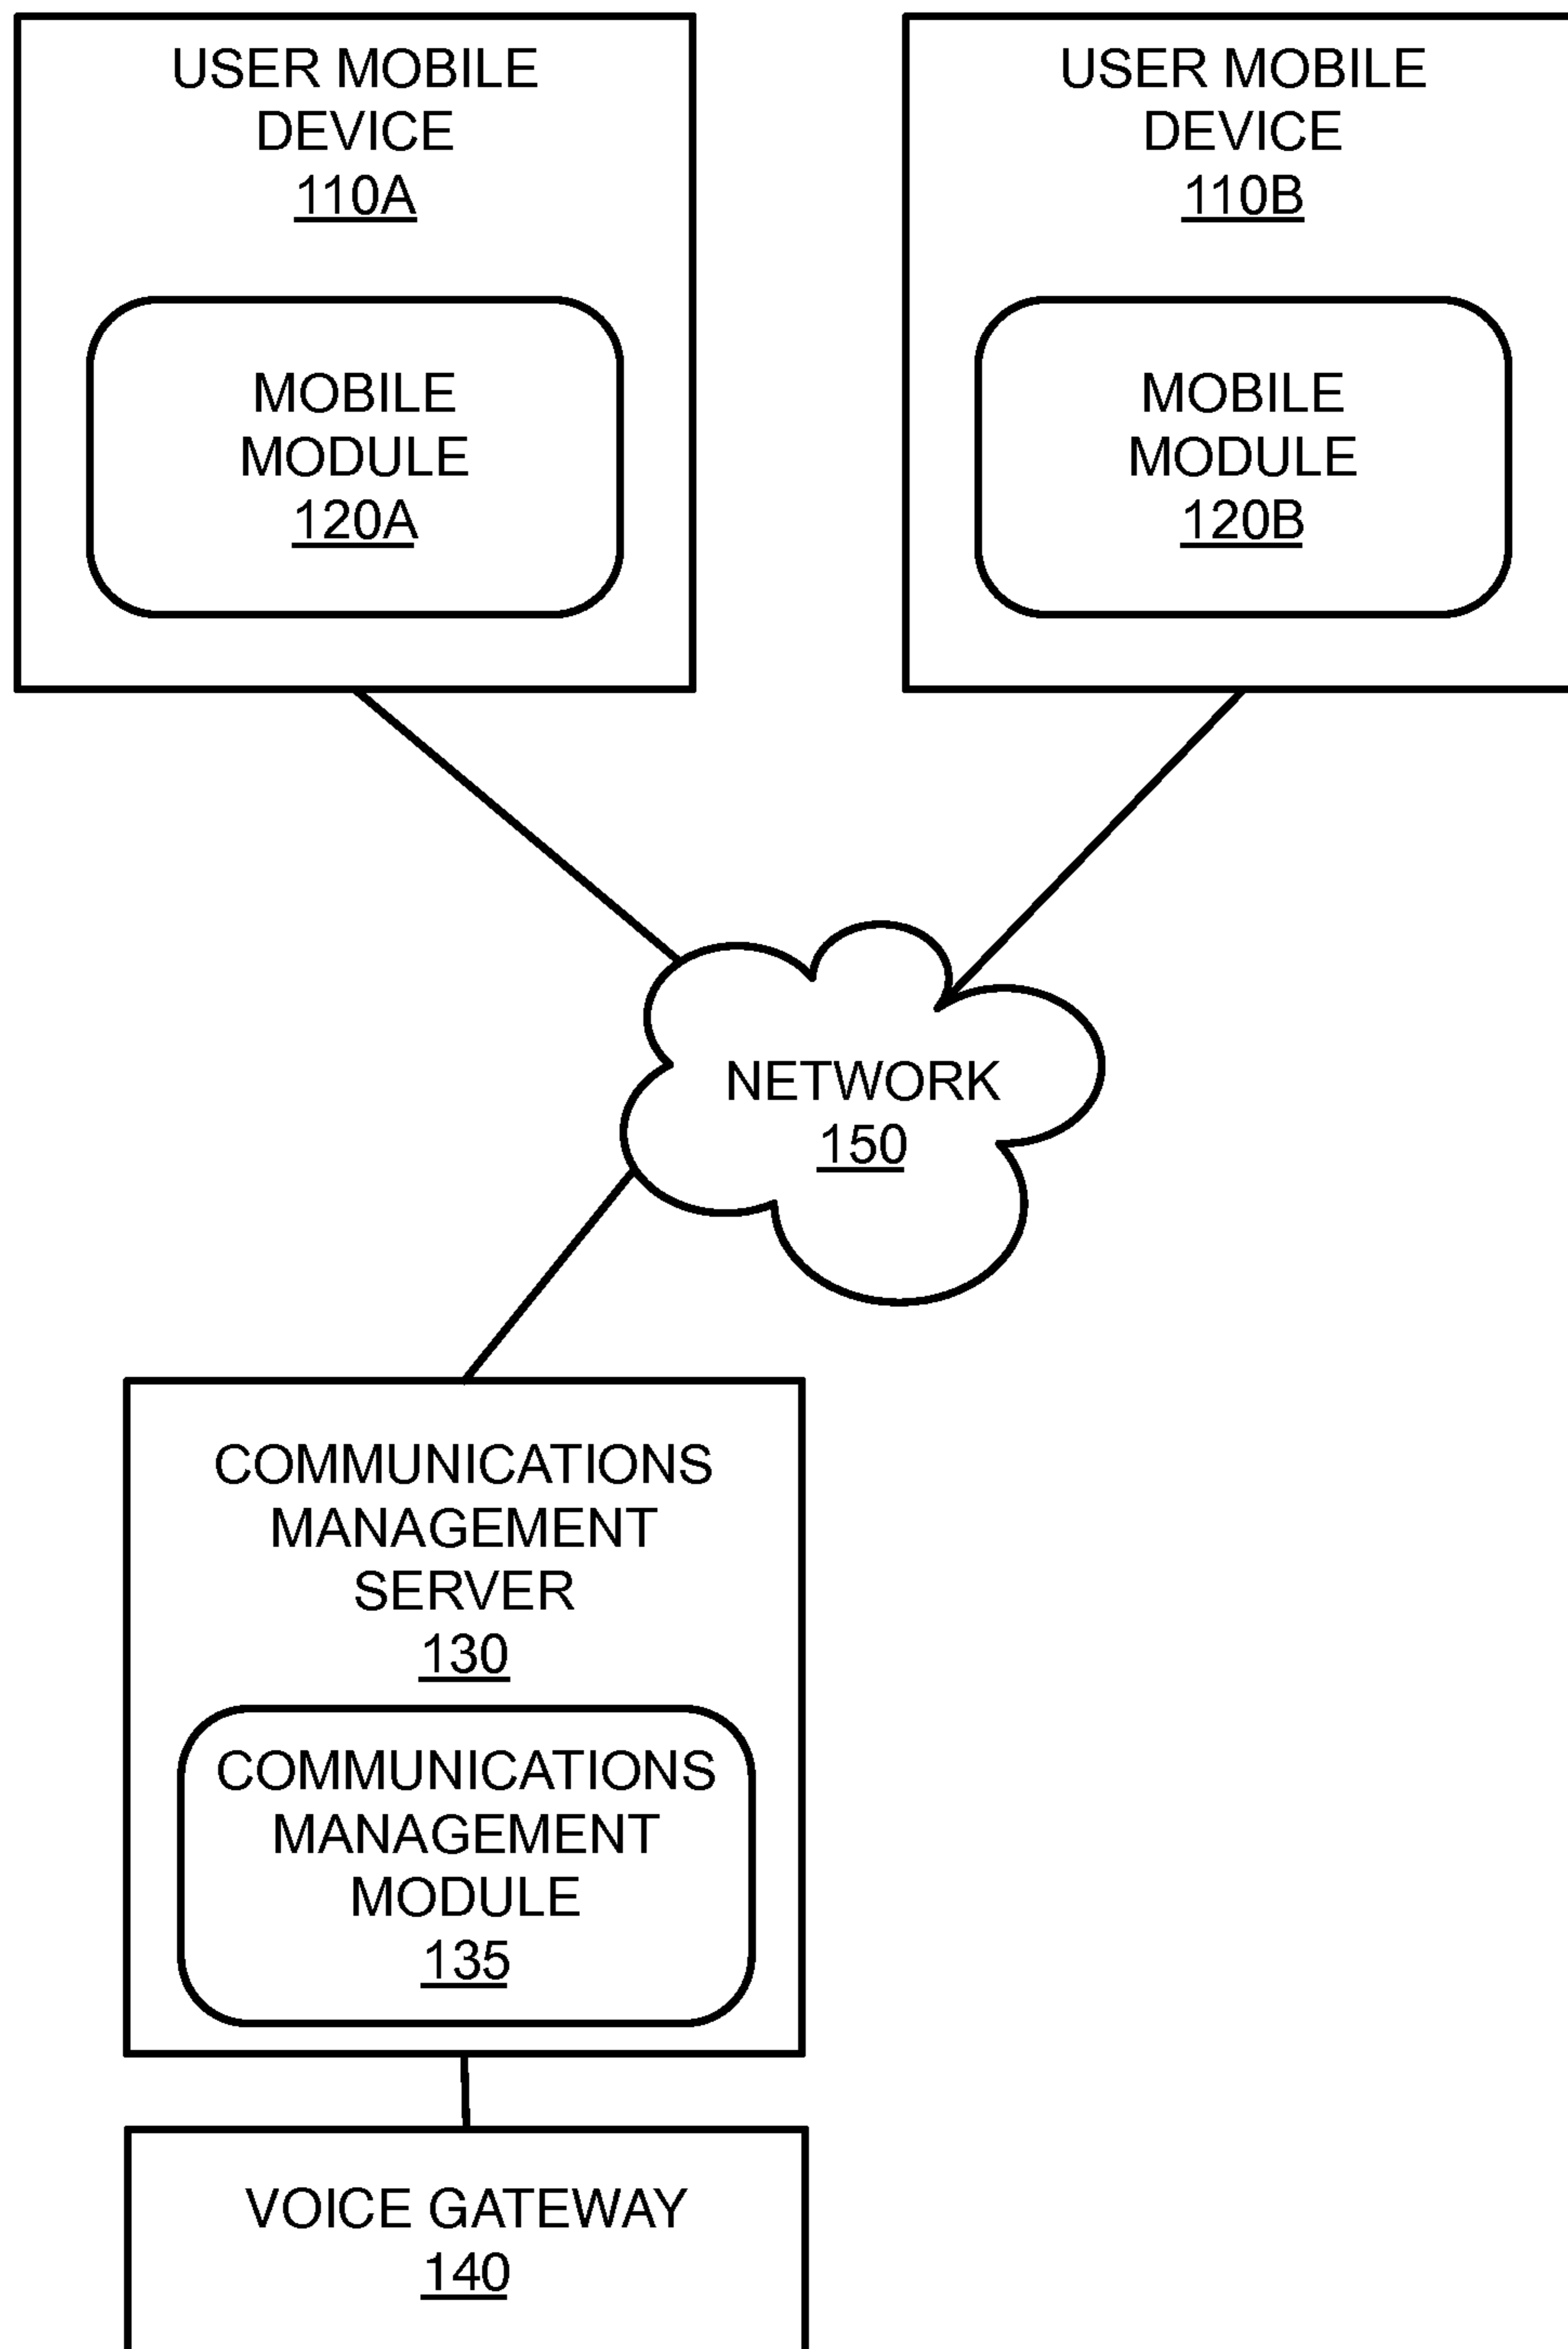 USER MOBILE
DEVICE
110A
MOBILE
MODULE
120A
USER MOBILE
DEVICE
110B
MOBILE
MODULE
120B
NETWORK
150
COMMUNICATIONS
MANAGEMENT
SERVER
130
COMMUNICATIONS
MANAGEMENT
MODULE
135
VOICE GATEWAY
140